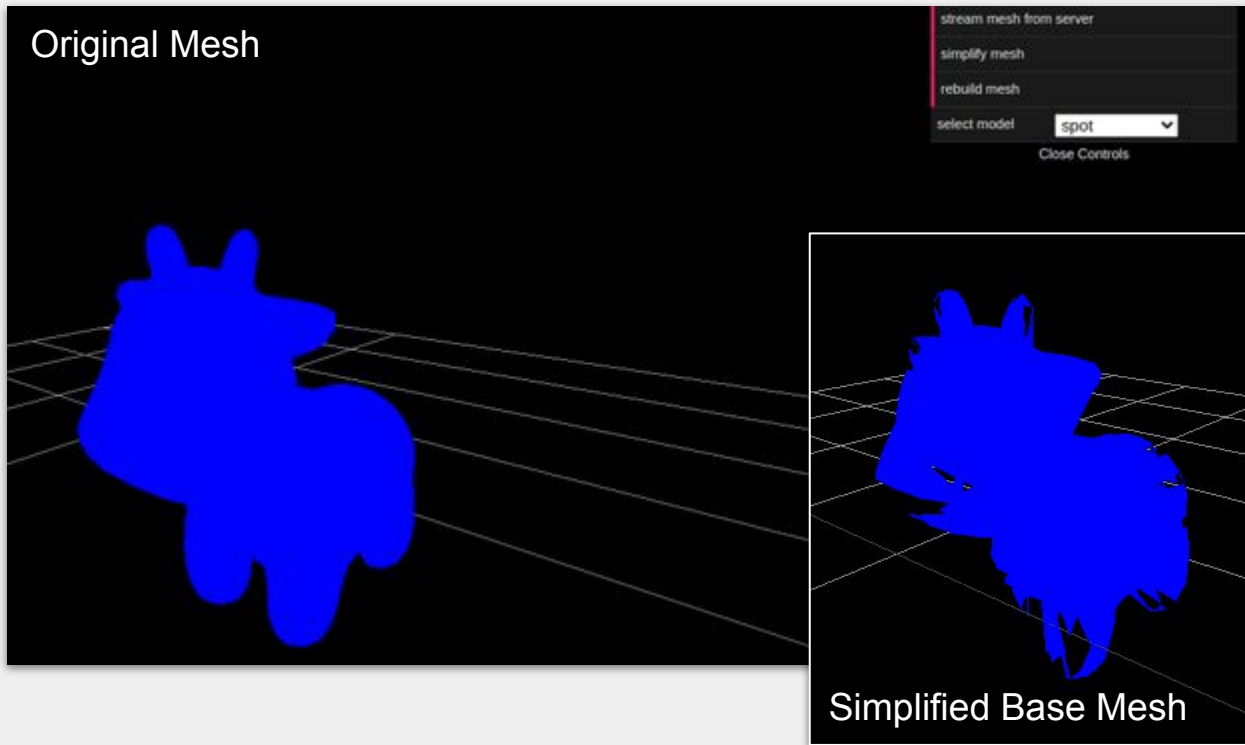 Original Mesh
stream mesh from server
simplify mesh
rebuild mesh
select model spot
Close Controls
Simplified Base Mesh